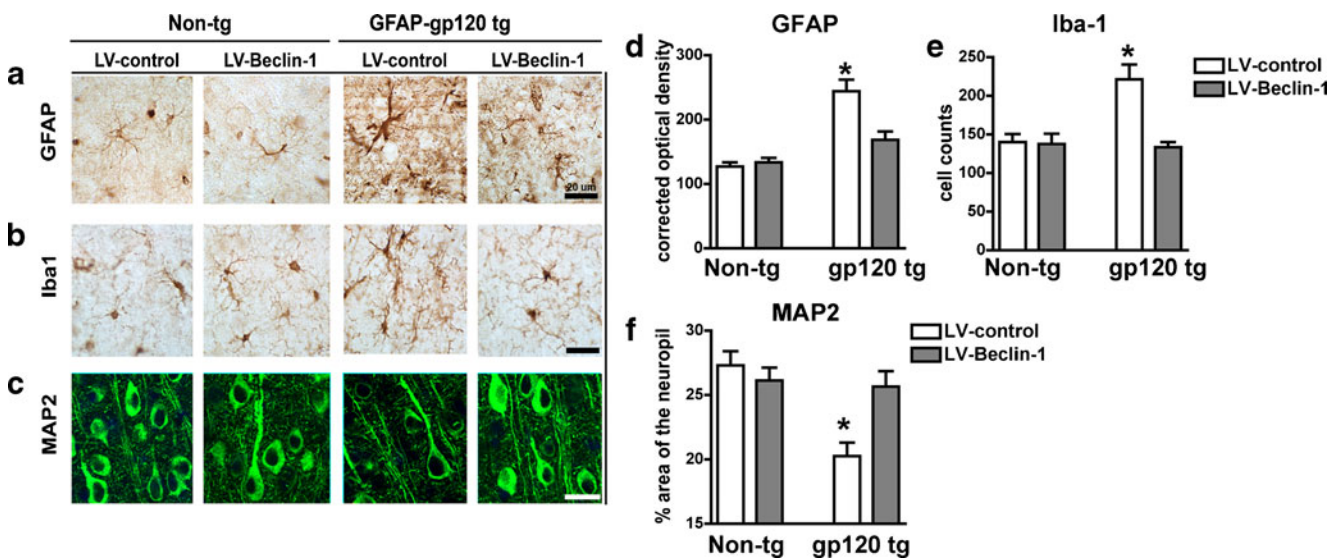 Non-tg GFAP-gp120 tg
LV-control LV-Beclin-1 LV-control LV-Beclin-1
a
GFAP
20 um
b
Iba1
c
MAP2
d
GFAP
corrected optical density
300
200
100
0
*
Non-tg gp120 tg
e
Iba-1
cell counts
250
200
150
100
50
0
*
Non-tg gp120 tg
LV-control
LV-Beclin-1
f
MAP2
% area of the neuropil
30
25
20
15
*
Non-tg gp120 tg
LV-control
LV-Beclin-1